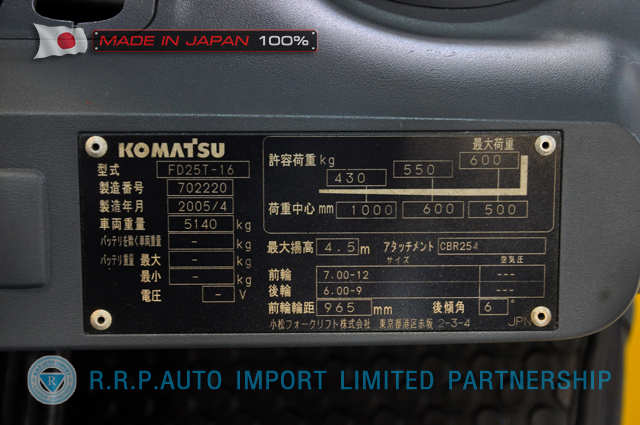 MADE IN JAPAN 100%
KOMATSU
型式 FD25T-16
製造番号 702220
製造年月 2005/4
車両重量 5140 kg
バッテリを除く車両重量 - kg
バッテリ重量 最大 - kg
最小 - kg
電圧 - V
許容荷重 kg 430 550 最大荷重 600
荷重中心 mm 1000 600 500
最大揚高 4.5 m アタッチメント CBR254
サイズ 空気圧
前輪 7.00-12 ---
後輪 6.00-9 ---
前輪輪距 965 mm 後傾角 6°
小松フォークリフト株式会社 東京都港区赤坂 2-3-4 JPN
R.R.P.AUTO IMPORT LIMITED PARTNERSHIP